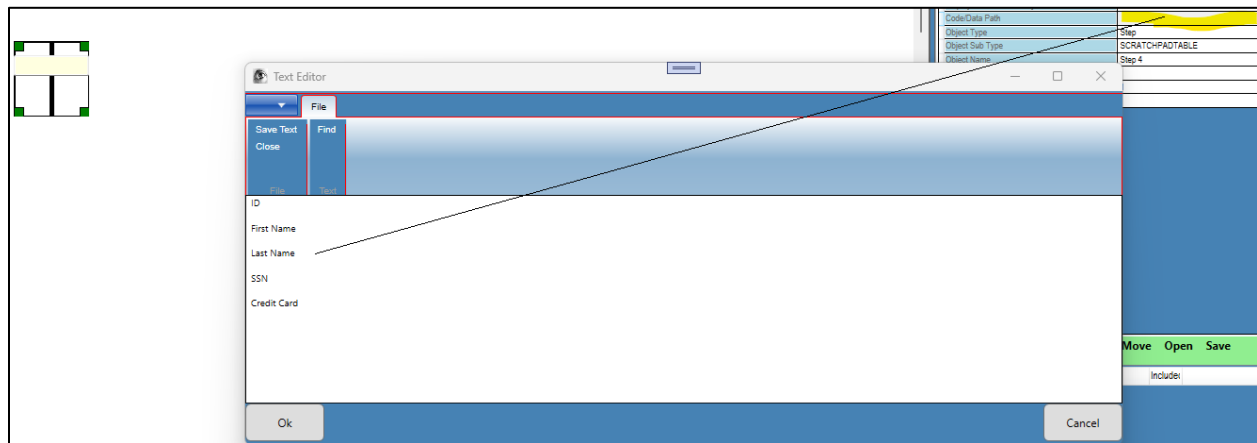 Code/Data Path
Object Type Step
Object Sub Type SCRATCHPADTABLE
Object Name Step 4
Text Editor
File
Save Text Find
Close
File Text
ID
First Name
Last Name
SSN
Credit Card
Move Open Save
Ok Cancel